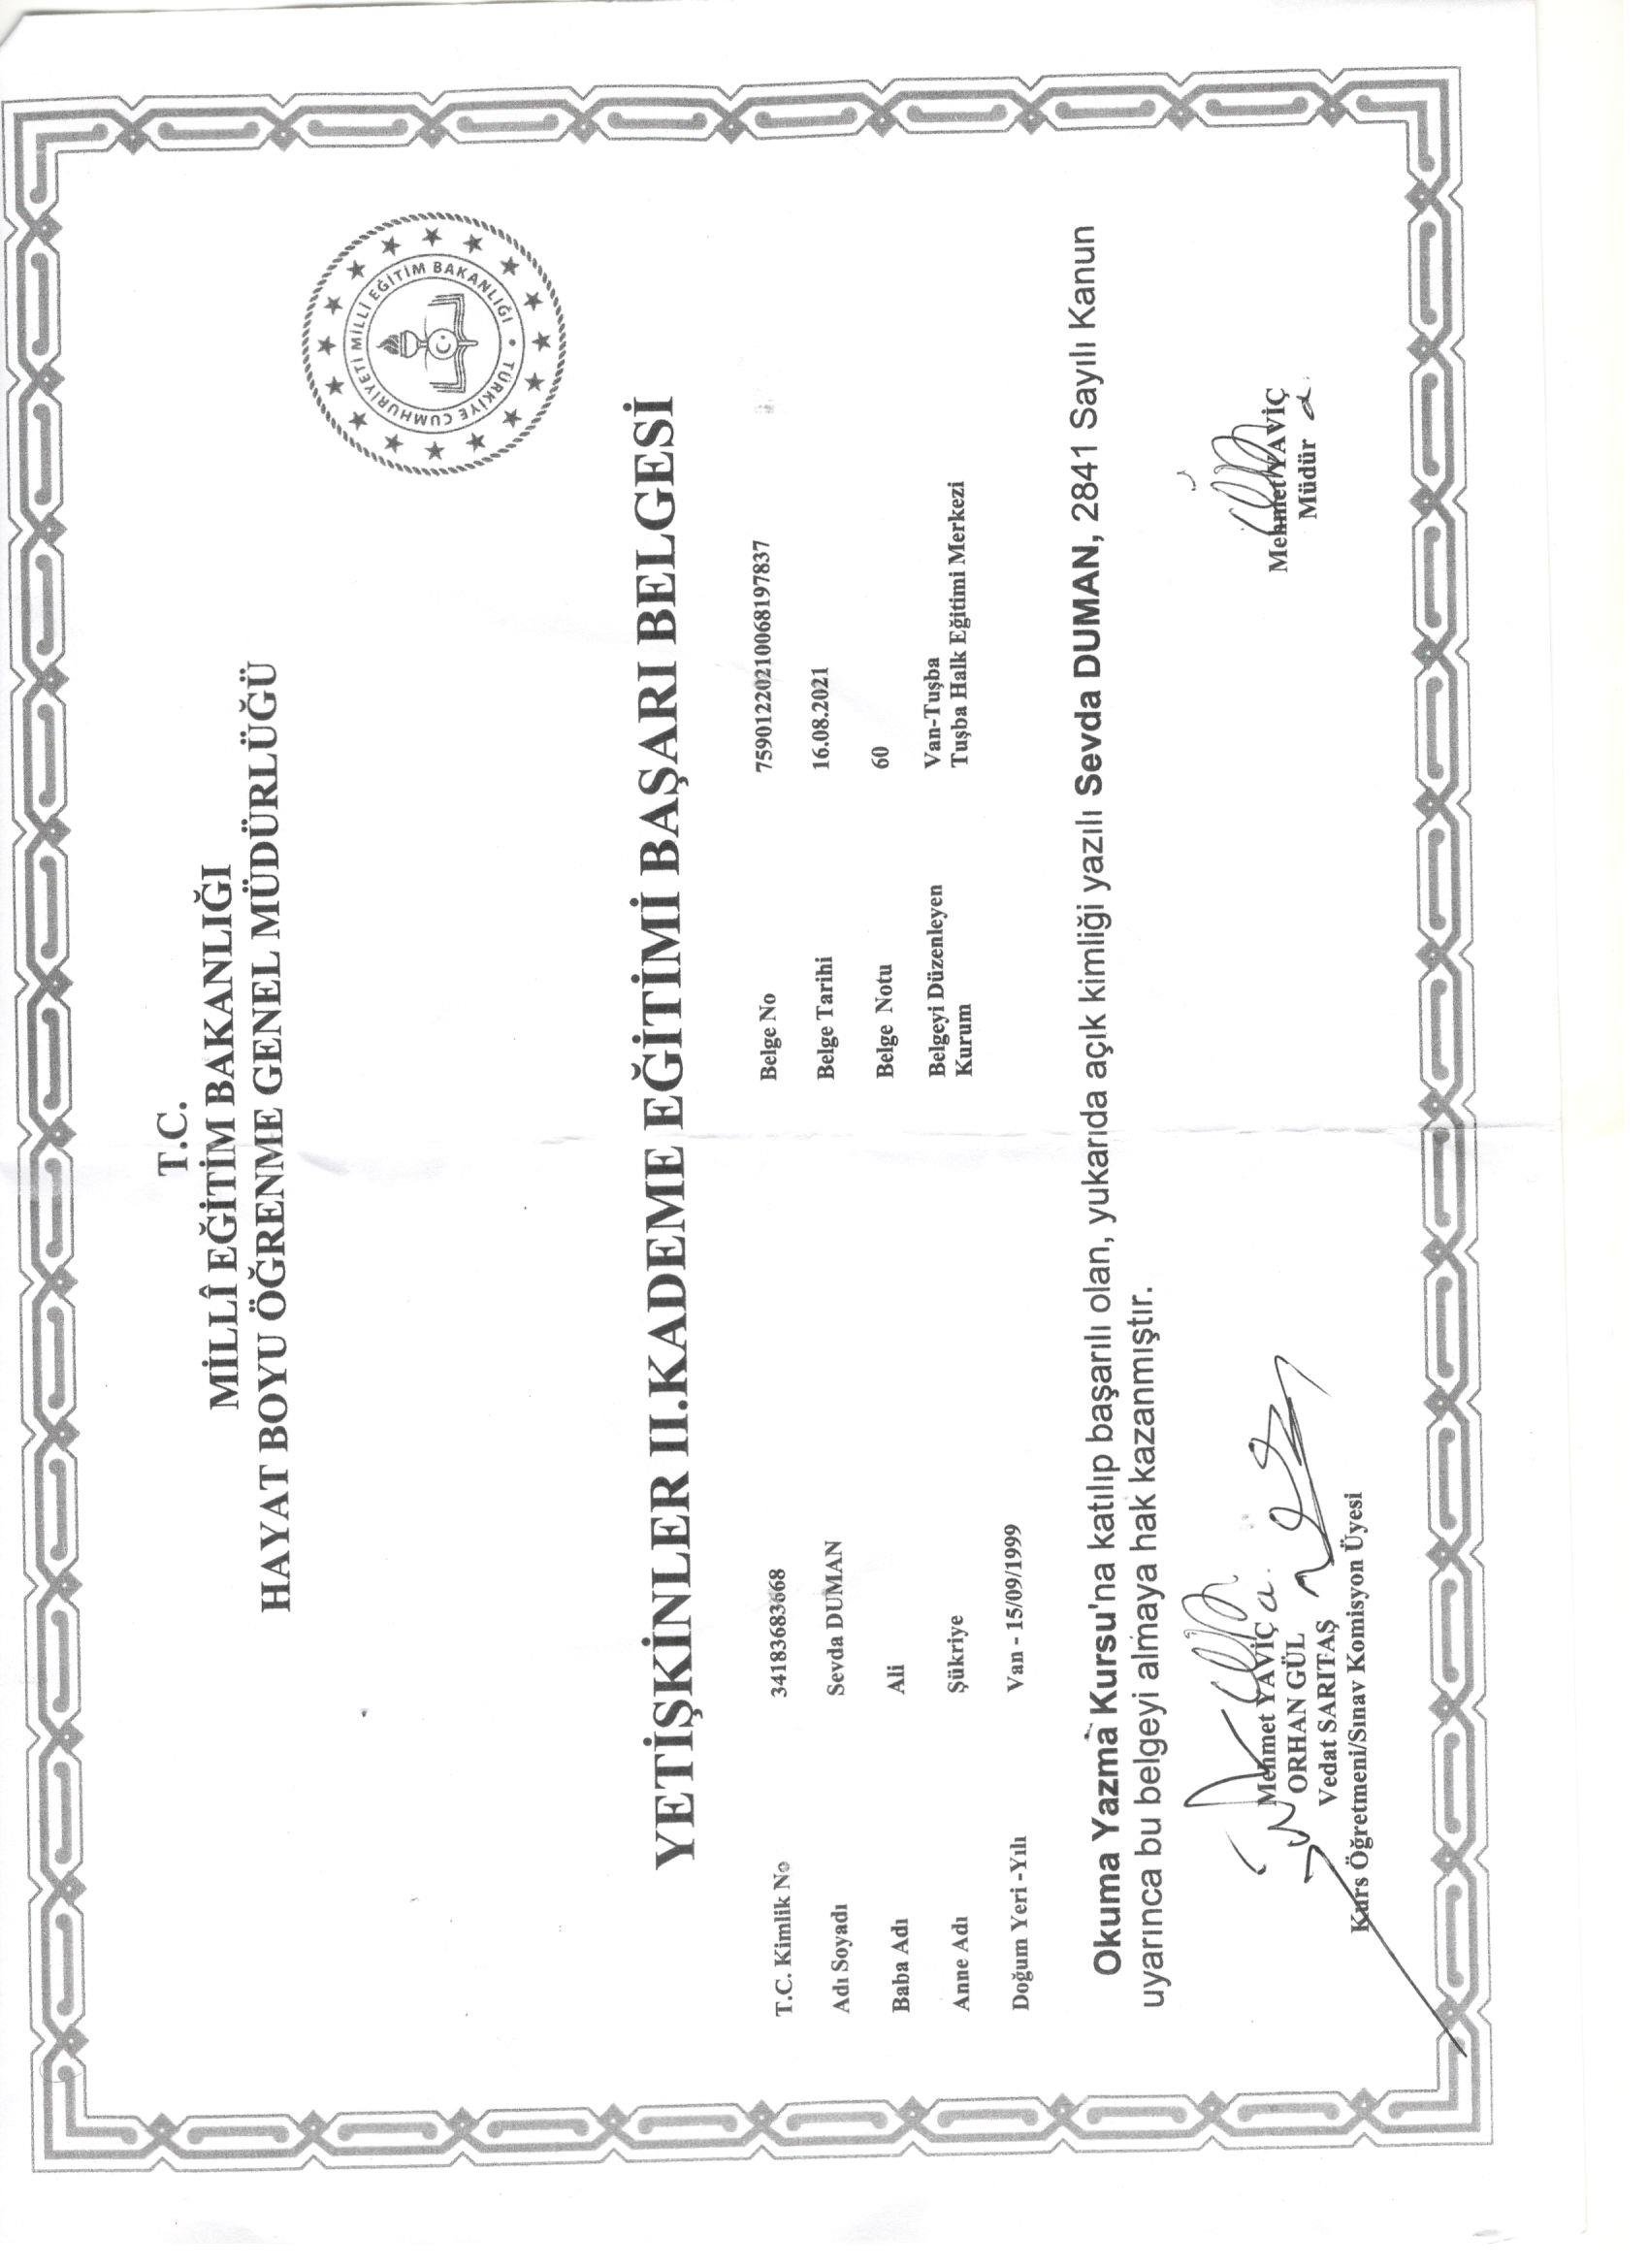 T.C.
MİLLÎ EĞİTİM BAKANLIĞI
HAYAT BOYU ÖĞRENME GENEL MÜDÜRLÜĞÜ
TÜRKİYE CUMHURİYETİ MİLLİ EĞİTİM BAKANLIĞI
YETİŞKİNLER II.KADEME EĞİTİMİ BAŞARI BELGESİ
T.C. Kimlik No 34183683668 Belge No 75901220210068197837
Adı Soyadı Sevda DUMAN Belge Tarihi 16.08.2021
Baba Adı Ali Belge Notu 60
Anne Adı Şükriye Belgeyi Düzenleyen Kurum Van-Tuşba
Tuşba Halk Eğitimi Merkezi
Doğum Yeri -Yılı Van - 15/09/1999
Okuma Yazma Kursu'na katılıp başarılı olan, yukarıda açık kimliği yazılı Sevda DUMAN, 2841 Sayılı Kanun
uyarınca bu belgeyi almaya hak kazanmıştır.
Mehmet YAVİÇ
ORHAN GÜL
Vedat SARITAŞ
Kurs Öğretmeni/Sınav Komisyon Üyesi
Mehmet YAVİÇ
Müdür